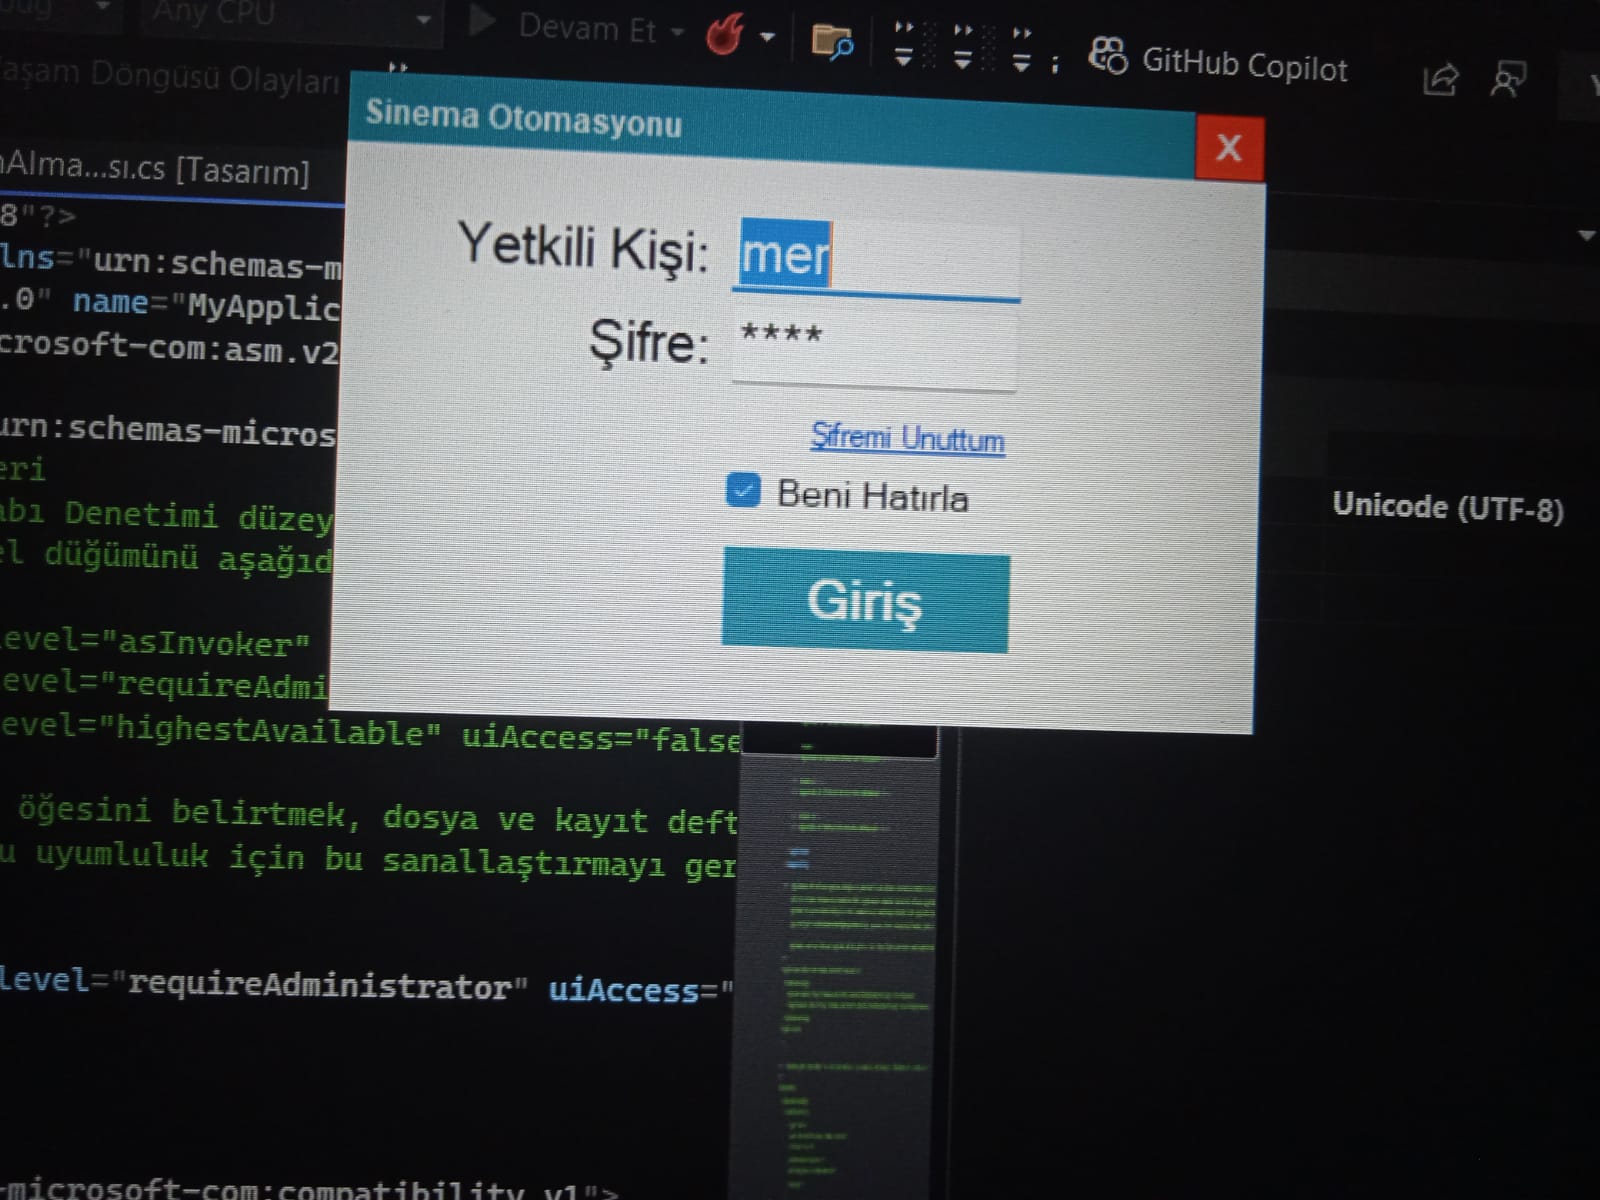 Any CPU
Devam Et
GitHub Copilot
Yaşam Döngüsü Olayları
Sinema Otomasyonu
X
Alma...sı.cs [Tasarım]
8"?>
lns="urn:schemas-m
.0" name="MyApplic
crosoft-com:asm.v2
urn:schemas-micros
eri
abı Denetimi düzey
el düğümünü aşağıd
Level="asInvoker"
evel="requireAdmi
evel="highestAvailable" uiAccess="false
öğesini belirtmek, dosya ve kayıt deft
u uyumluluk için bu sanallaştırmayı ger
Level="requireAdministrator" uiAccess="
-microsoft-com:compatibility.v1">
Yetkili Kişi: mer
Şifre: ****
Şifremi Unuttum
Beni Hatırla
Giriş
Unicode (UTF-8)